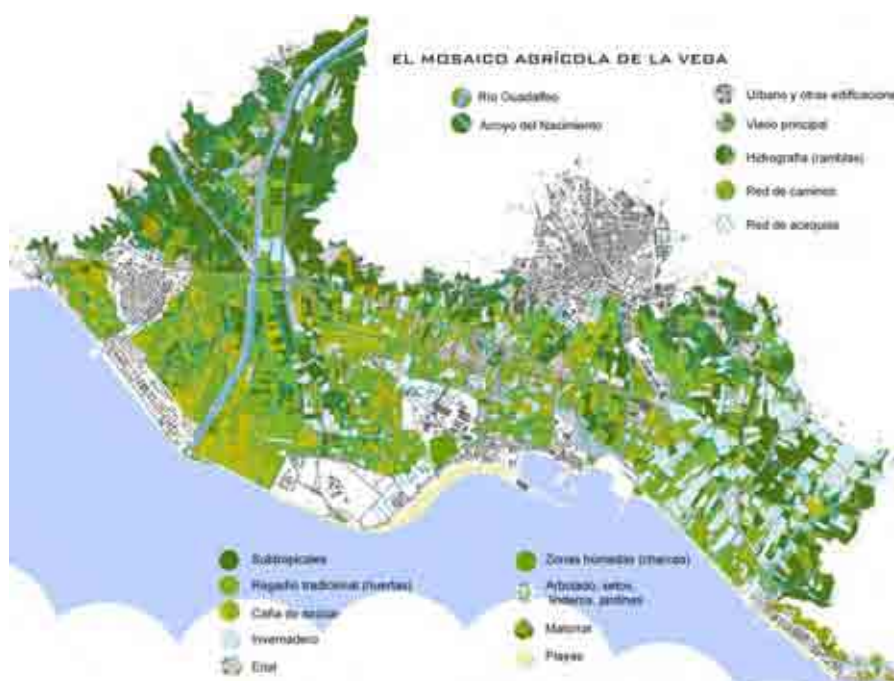 EL MOSAICO AGRÍCOLA DE LA VEGA
Río Guadalfeo
Arroyo del Nacimiento
Urbano y otras edificaciones
Viario principal
Hidrografía (ramblas)
Red de caminos
Red de acequias
Subtropicales
Regadío tradicional (huertas)
Caña de azúcar
Invernadero
Erial
Zonas húmedas (charcas)
Arbolado, setos,
linderos, jardines
Matorral
Playas